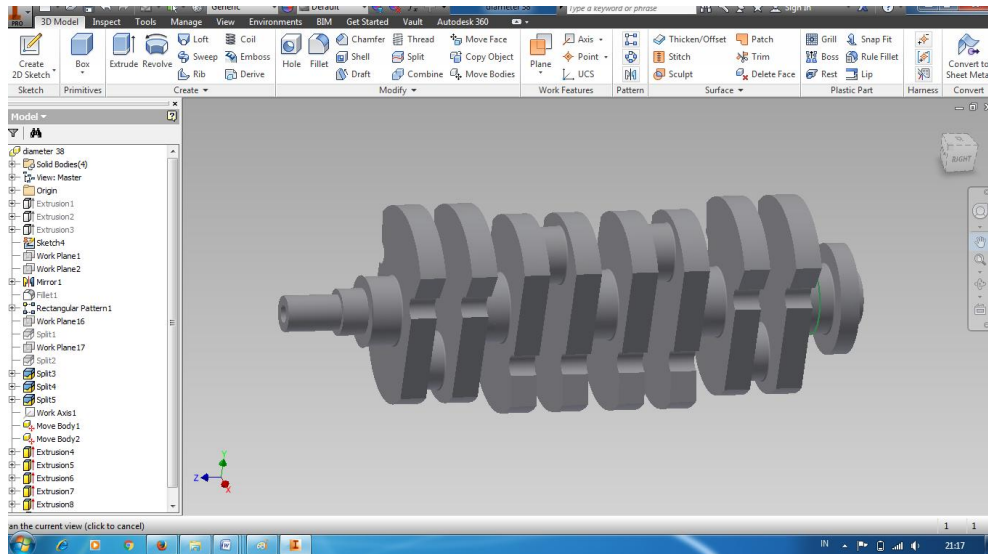 Generic
Default
diameter 38
Type a keyword or phrase
Sign In
PRO
3D Model Inspect Tools Manage View Environments BIM Get Started Vault Autodesk 360
Loft Coil Chamfer Thread Move Face Axis Thicken/Offset Patch Grill Snap Fit
Sweep Emboss Shell Split Copy Object Point Stitch Trim Boss Rule Fillet
Create
2D Sketch
Box
Extrude Revolve
Rib Derive
Hole Fillet
Draft Combine Move Bodies
Plane
UCS
Sculpt Delete Face
Rest Lip
Convert to
Sheet Meta
Sketch Primitives Create Modify Work Features Pattern Surface Plastic Part Harness Convert
Model
diameter 38
Solid Bodies(4)
View: Master
Origin
Extrusion1
Extrusion2
Extrusion3
Sketch4
Work Plane1
Work Plane2
Mirror1
Fillet1
Rectangular Pattern1
Work Plane16
Split1
Work Plane17
Split2
Split3
Split4
Split5
Work Axis1
Move Body1
Move Body2
Extrusion4
Extrusion5
Extrusion6
Extrusion7
Extrusion8
RIGHT
Y
Z
X
an the current view (click to cancel)
1 1
IN
21:17